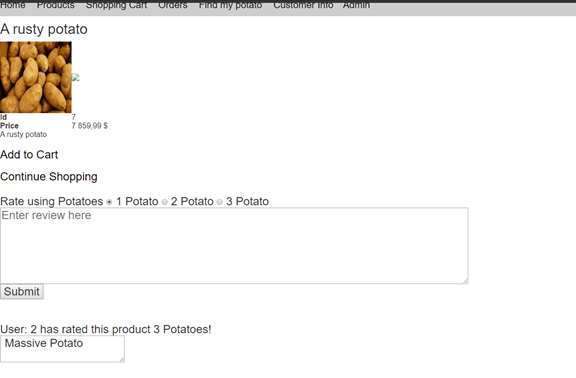 Home Products Shopping Cart Orders Find my potato Customer Info Admin
A rusty potato
Id 7
Price 7 859,99 $
A rusty potato
Add to Cart
Continue Shopping
Rate using Potatoes 1 Potato 2 Potato 3 Potato
Enter review here
Submit
User: 2 has rated this product 3 Potatoes!
Massive Potato